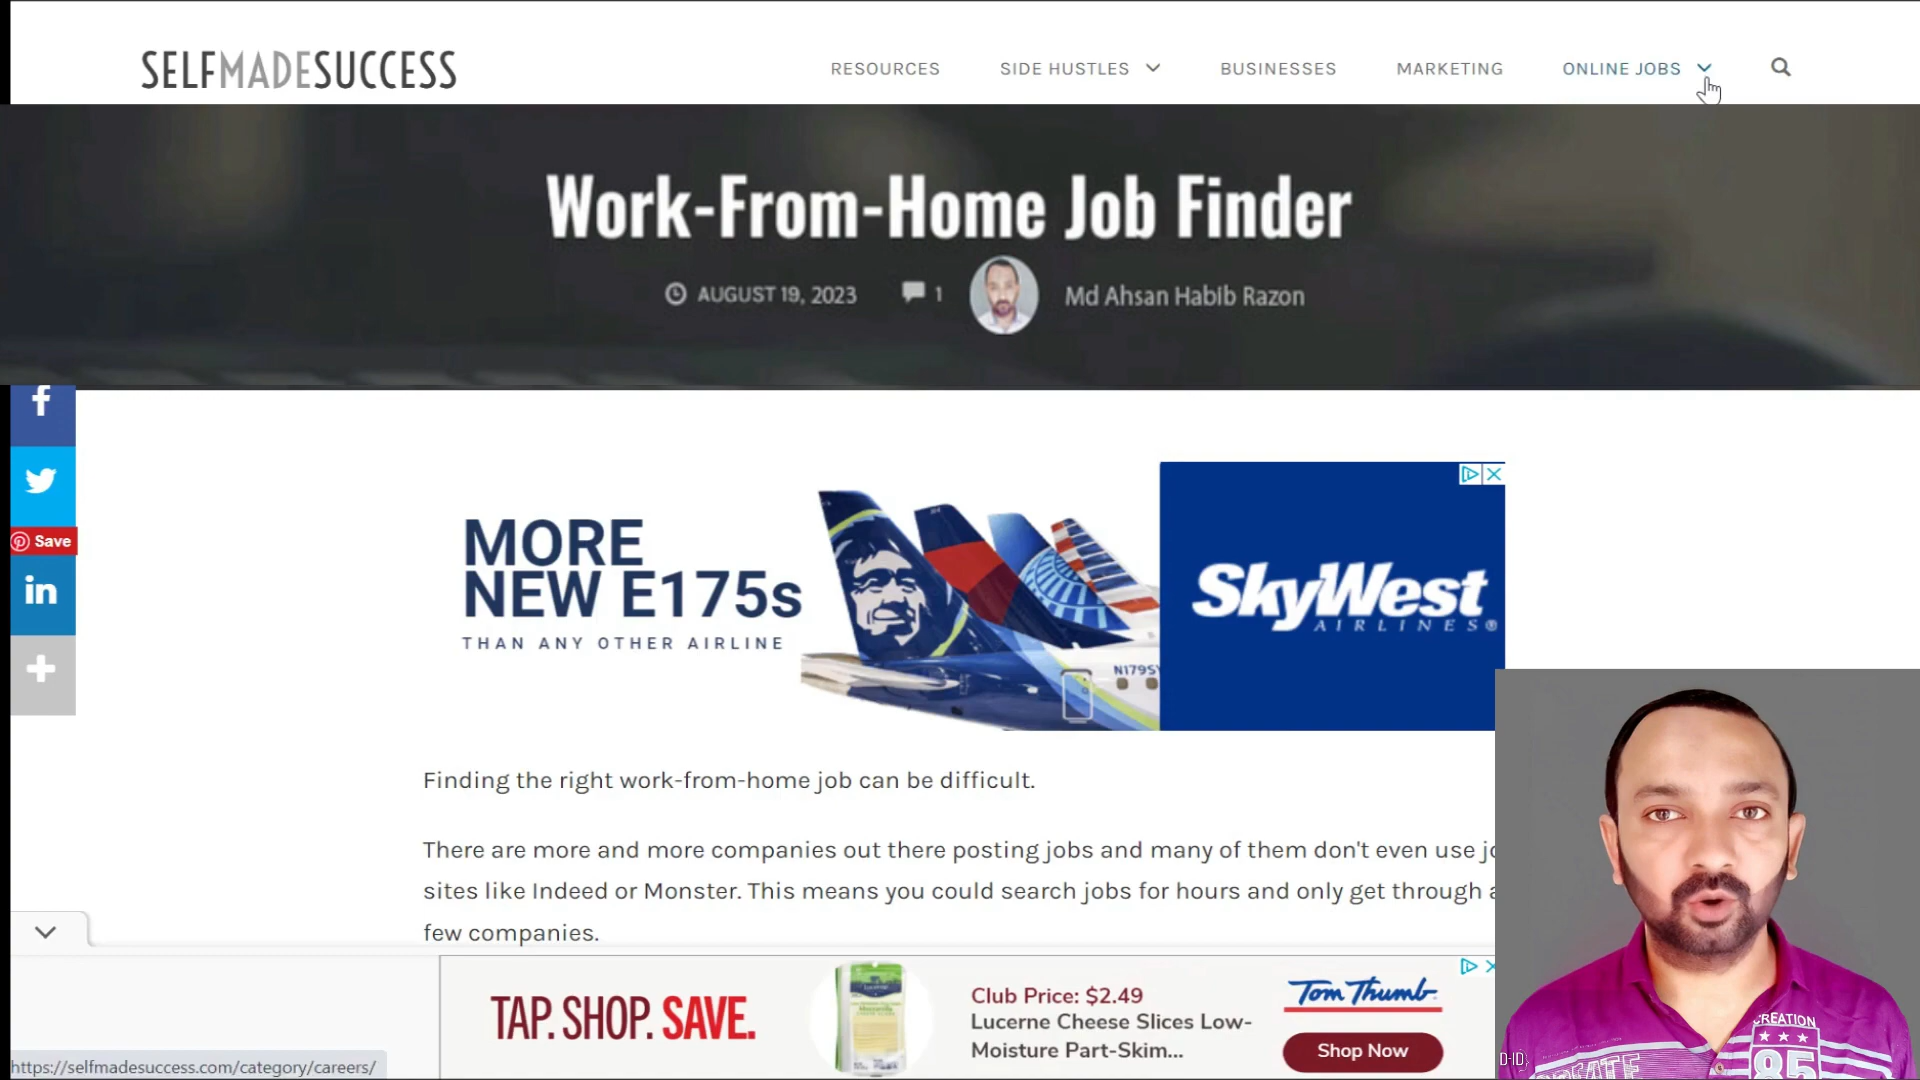 SELFMADESUCCESS
RESOURCES
SIDE HUSTLES
BUSINESSES
MARKETING
ONLINE JOBS
Work-From-Home Job Finder
AUGUST 19, 2023
1
Md Ahsan Habib Razon
Save
in
MORE
NEW E175s
THAN ANY OTHER AIRLINE
SkyWest
AIRLINES®
Finding the right work-from-home job can be difficult.
There are more and more companies out there posting jobs and many of them don't even use
sites like Indeed or Monster. This means you could search jobs for hours and only get through
few companies.
TAP. SHOP. SAVE.
Club Price: $2.49
Lucerne Cheese Slices Low-
Moisture Part-Skim...
Tom Thumb
Shop Now
https://selfmadesuccess.com/category/careers/
D-ID
CREATION
85